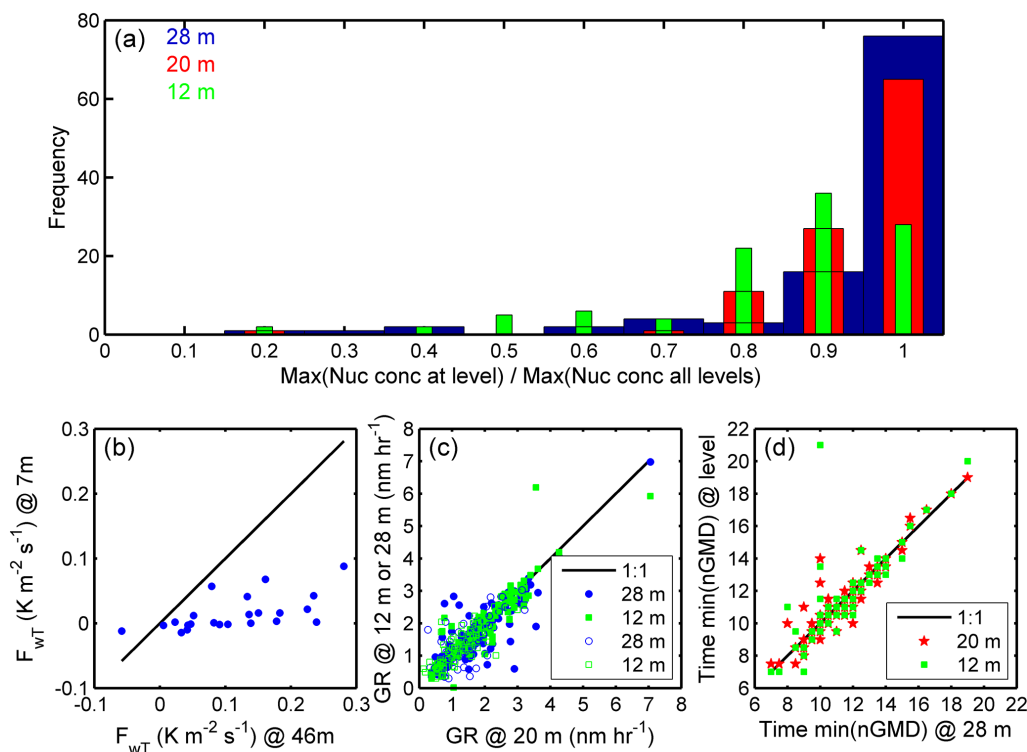 (a)
28 m
20 m
12 m
Frequency
80
60
40
20
0
0 0.1 0.2 0.3 0.4 0.5 0.6 0.7 0.8 0.9 1
Max(Nuc conc at level) / Max(Nuc conc all levels)
(b)
F_wT (K m^-2 s^-1) @ 7m
0.3
0.2
0.1
0
-0.1
-0.1 0 0.1 0.2 0.3
F_wT (K m^-2 s^-1) @ 46m
(c)
GR @ 12 m or 28 m (nm hr^-1)
8
7
6
5
4
3
2
1
0
0 1 2 3 4 5 6 7 8
GR @ 20 m (nm hr^-1)
1:1
28 m
12 m
28 m
12 m
(d)
Time min(nGMD) @ level
22
20
18
16
14
12
10
8
6
6 8 10 12 14 16 18 20 22
Time min(nGMD) @ 28 m
1:1
20 m
12 m